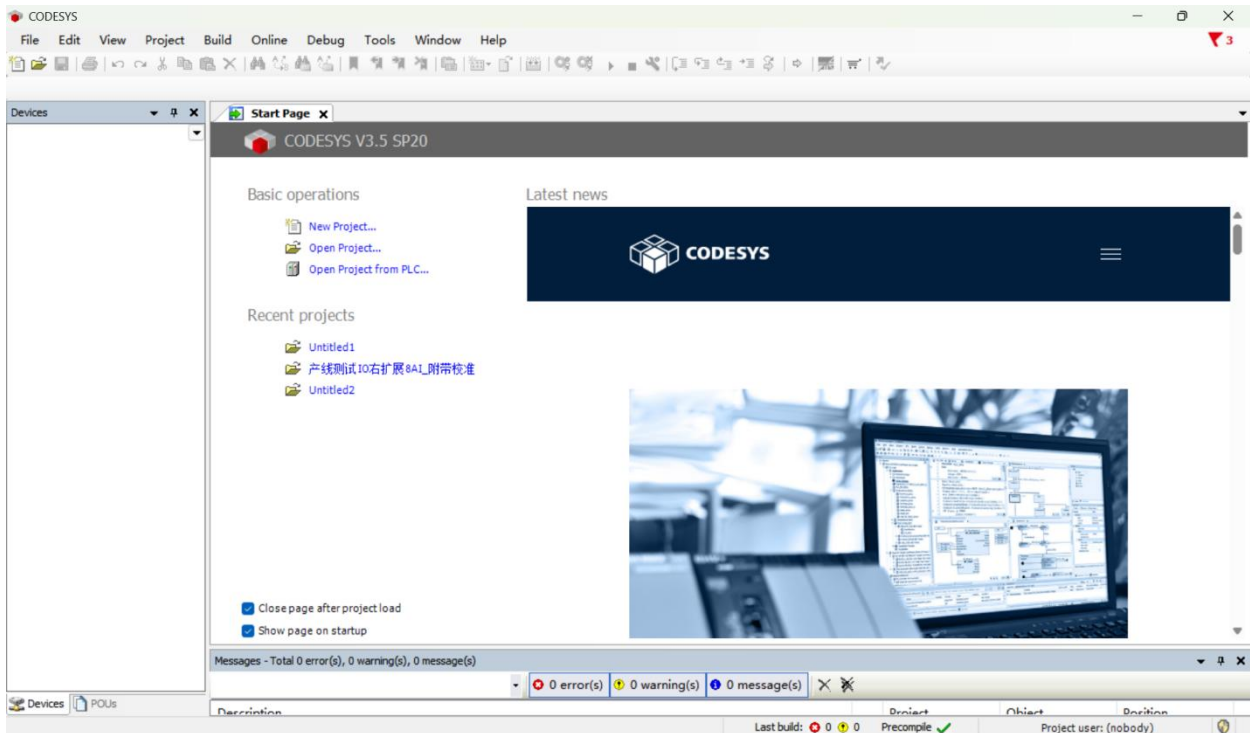 CODESYS
File Edit View Project Build Online Debug Tools Window Help
3
Devices
Start Page
CODESYS V3.5 SP20
Basic operations
Latest news
New Project...
Open Project...
Open Project from PLC...
CODESYS
Recent projects
Untitled1
产线测试IO右扩展8AI_附带校准
Untitled2
Close page after project load
Show page on startup
Messages - Total 0 error(s), 0 warning(s), 0 message(s)
0 error(s) 0 warning(s) 0 message(s)
Devices POUs
Description Project Object Position
Last build: 0 0 Precompile Project user: (nobody)